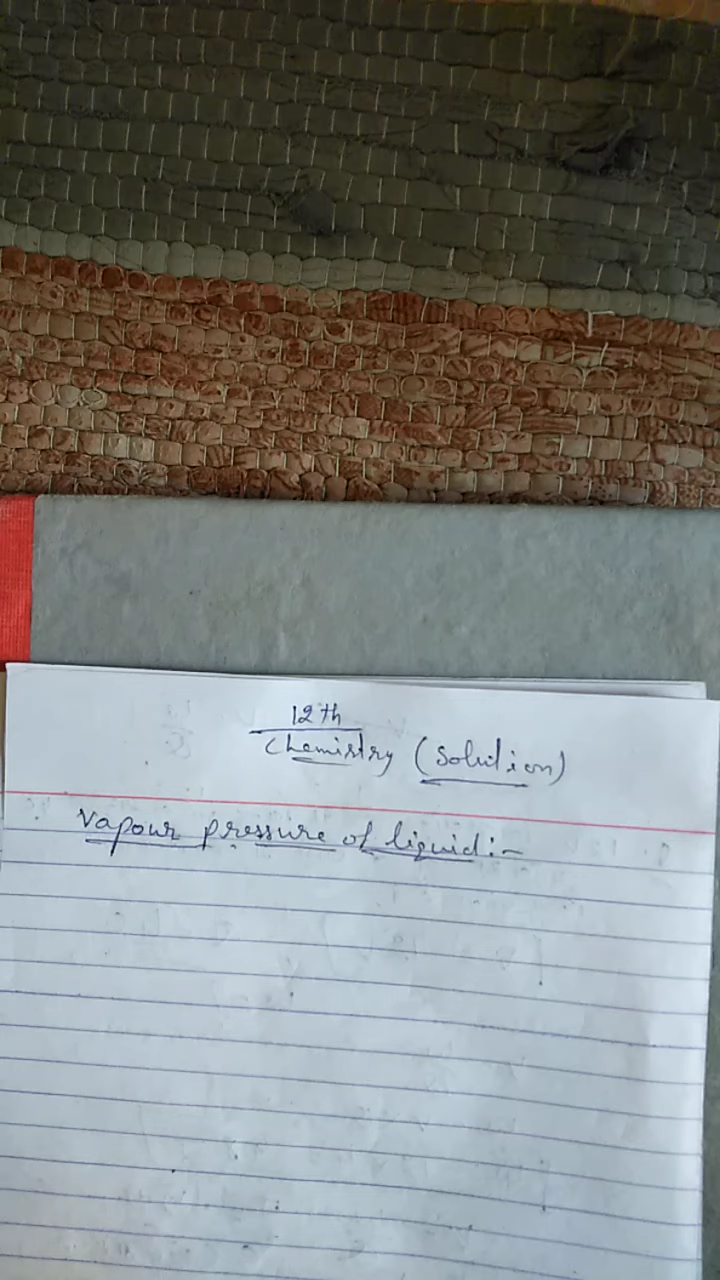 12th
Chemistry (Solution)
Vapour pressure of liquid:-